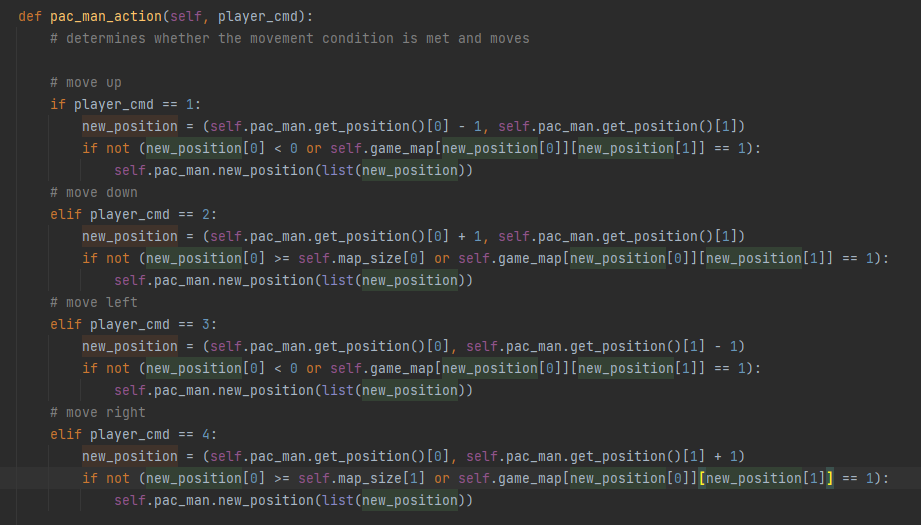 def pac_man_action(self, player_cmd):
    # determines whether the movement condition is met and moves

    # move up
    if player_cmd == 1:
        new_position = (self.pac_man.get_position()[0] - 1, self.pac_man.get_position()[1])
        if not (new_position[0] < 0 or self.game_map[new_position[0]][new_position[1]] == 1):
            self.pac_man.new_position(list(new_position))
    # move down
    elif player_cmd == 2:
        new_position = (self.pac_man.get_position()[0] + 1, self.pac_man.get_position()[1])
        if not (new_position[0] >= self.map_size[0] or self.game_map[new_position[0]][new_position[1]] == 1):
            self.pac_man.new_position(list(new_position))
    # move left
    elif player_cmd == 3:
        new_position = (self.pac_man.get_position()[0], self.pac_man.get_position()[1] - 1)
        if not (new_position[0] < 0 or self.game_map[new_position[0]][new_position[1]] == 1):
            self.pac_man.new_position(list(new_position))
    # move right
    elif player_cmd == 4:
        new_position = (self.pac_man.get_position()[0], self.pac_man.get_position()[1] + 1)
        if not (new_position[0] >= self.map_size[1] or self.game_map[new_position[0]][new_position[1]] == 1):
            self.pac_man.new_position(list(new_position))